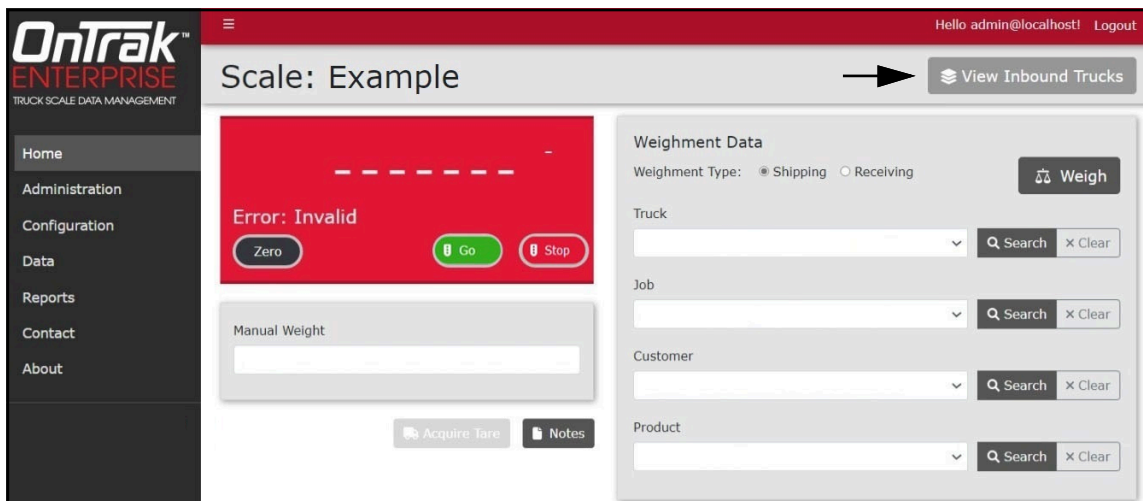 OnTrak™
ENTERPRISE
TRUCK SCALE DATA MANAGEMENT
Home
Administration
Configuration
Data
Reports
Contact
About
Hello admin@localhost! Logout
Scale: Example
View Inbound Trucks
_ _ _ _ _ _ _ -
Error: Invalid
Zero
Go
Stop
Manual Weight
Acquire Tare
Notes
Weighment Data
Weighment Type: Shipping Receiving
Weigh
Truck
Search × Clear
Job
Search × Clear
Customer
Search × Clear
Product
Search × Clear